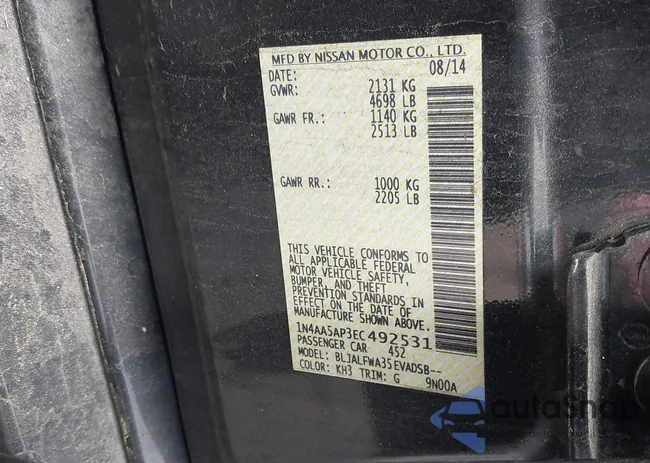 MFD BY NISSAN MOTOR CO., LTD.
DATE: 08/14
GVWR: 2131 KG
4698 LB
GAWR FR.: 1140 KG
2513 LB
GAWR RR.: 1000 KG
2205 LB
THIS VEHICLE CONFORMS TO
ALL APPLICABLE FEDERAL
MOTOR VEHICLE SAFETY,
BUMPER, AND THEFT
PREVENTION STANDARDS IN
EFFECT ON THE DATE OF
MANUFACTURE SHOWN ABOVE.
1N4AA5AP3EC492531
PASSENGER CAR 452
MODEL: BLJALFWA35EVADSB--
COLOR: KH3 TRIM: G 9N00A
autoSnap